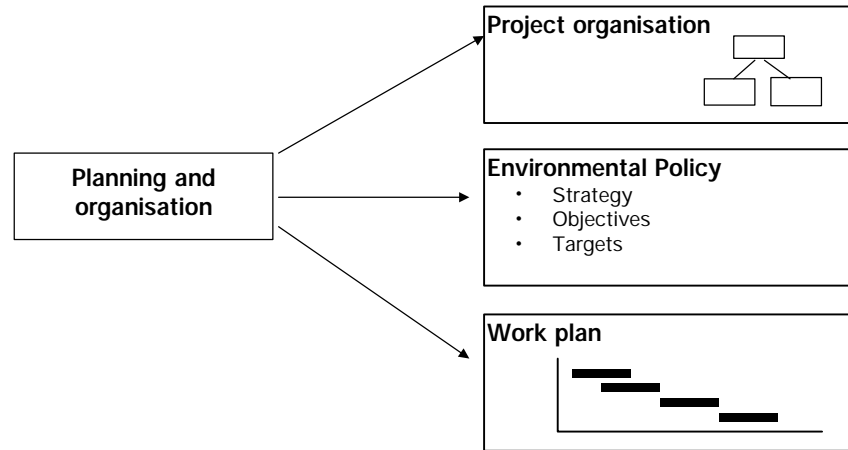 Project organisation
Planning and
organisation
Environmental Policy
• Strategy
• Objectives
• Targets
Work plan